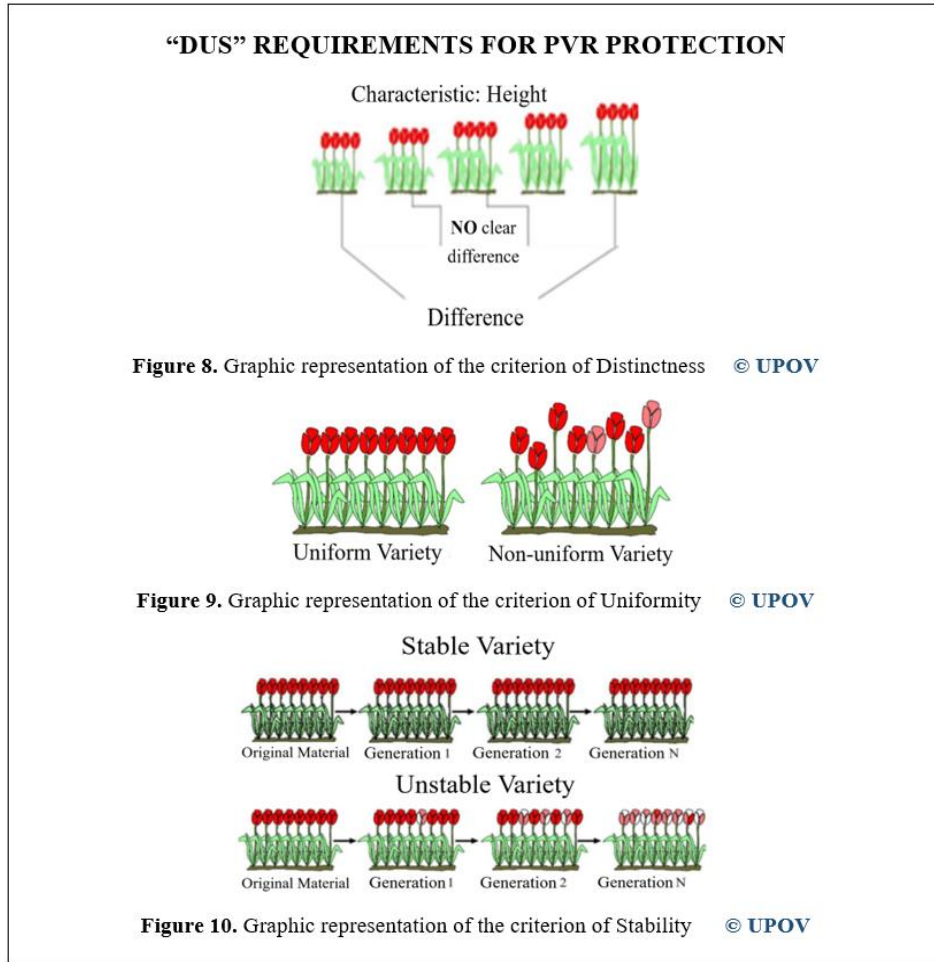 “DUS” REQUIREMENTS FOR PVR PROTECTION
Characteristic: Height
NO clear
difference
Difference
Figure 8. Graphic representation of the criterion of Distinctness © UPOV
Uniform Variety Non-uniform Variety
Figure 9. Graphic representation of the criterion of Uniformity © UPOV
Stable Variety
Original Material Generation 1 Generation 2 Generation N
Unstable Variety
Original Material Generation 1 Generation 2 Generation N
Figure 10. Graphic representation of the criterion of Stability © UPOV